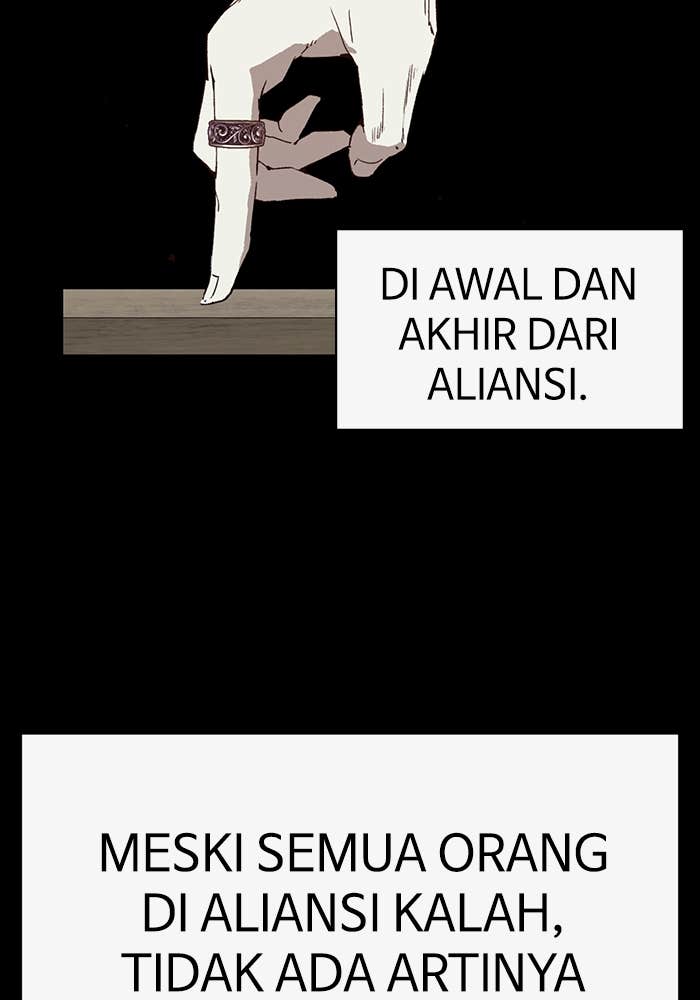 DI AWAL DAN
AKHIR DARI
ALIANSI.
MESKI SEMUA ORANG
DI ALIANSI KALAH,
TIDAK ADA ARTINYA